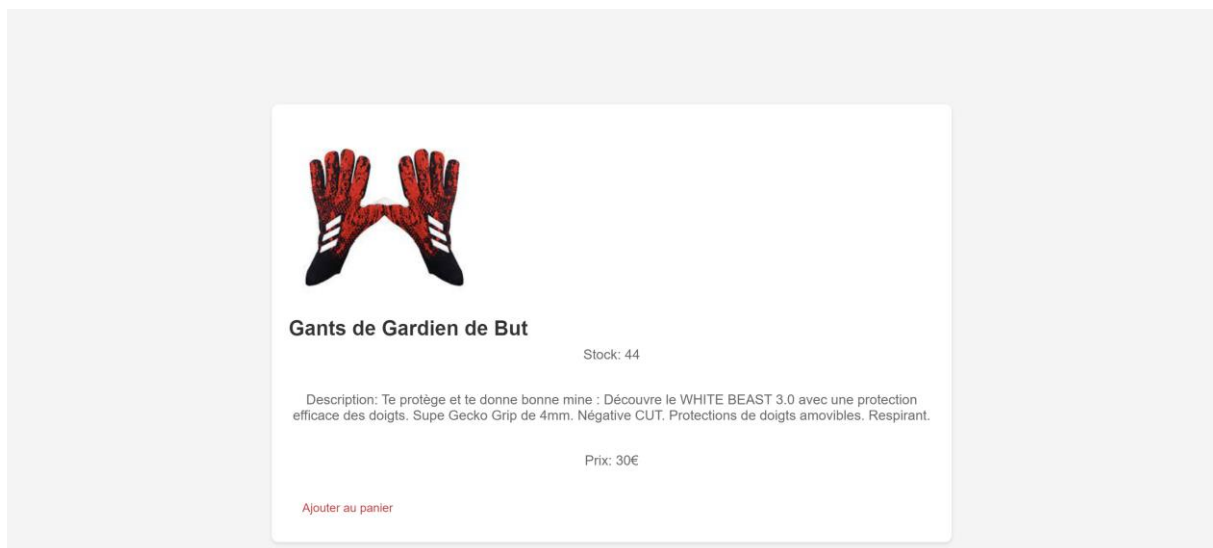 Gants de Gardien de But
Stock: 44
Description: Te protège et te donne bonne mine : Découvre le WHITE BEAST 3.0 avec une protection
efficace des doigts. Supe Gecko Grip de 4mm. Négative CUT. Protections de doigts amovibles. Respirant.
Prix: 30€
Ajouter au panier